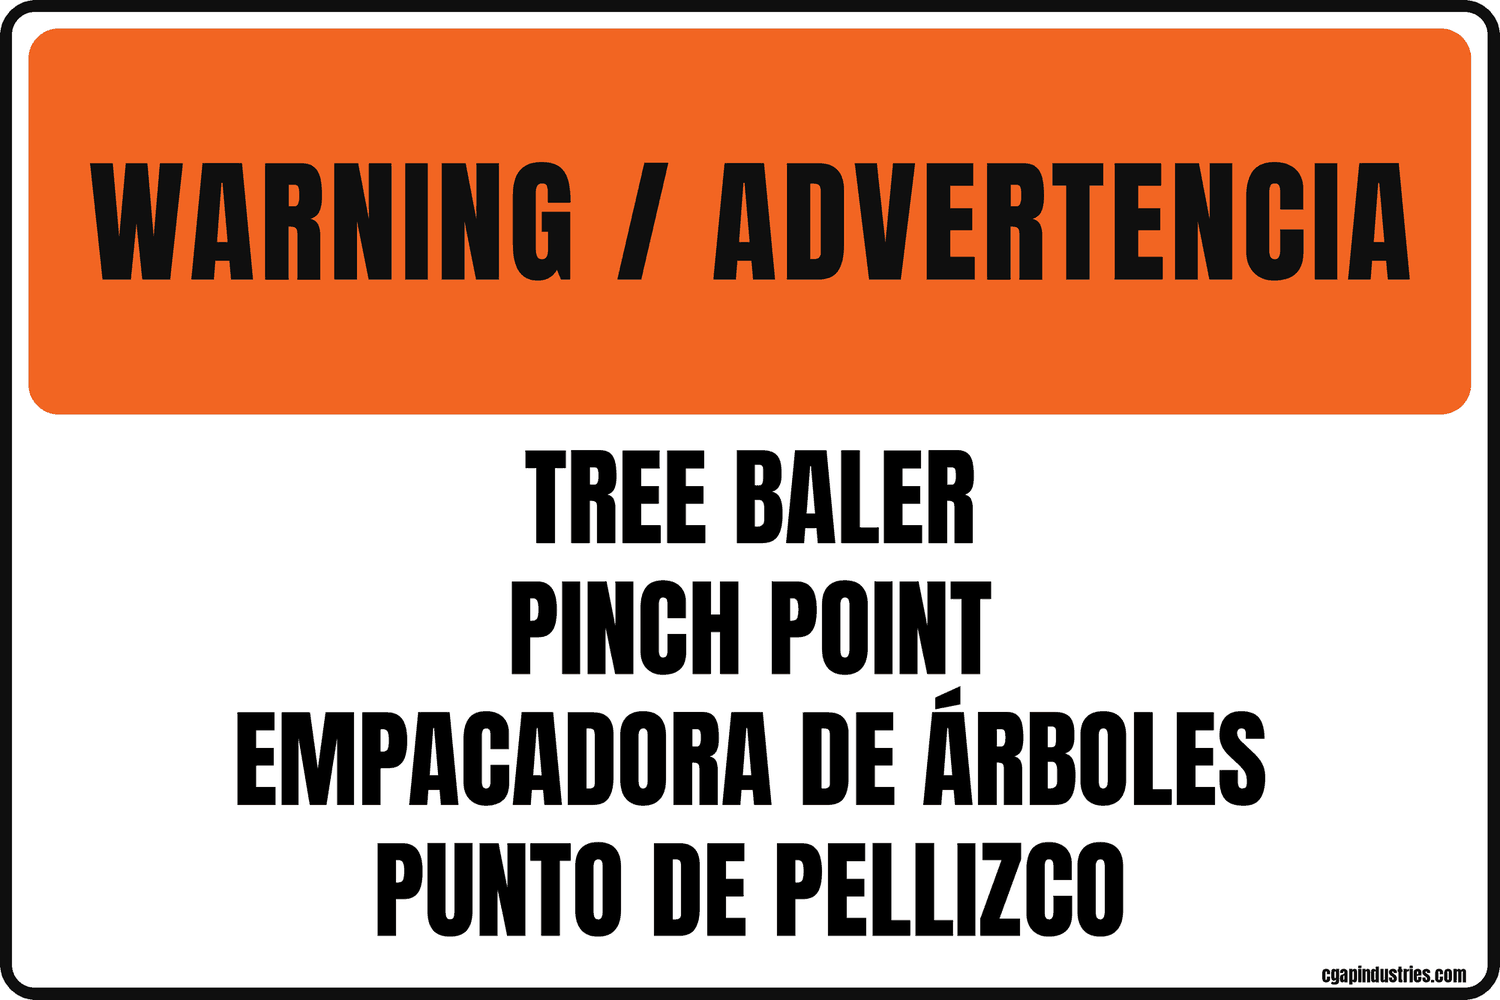 WARNING / ADVERTENCIA
TREE BALER
PINCH POINT
EMPACADORA DE ÁRBOLES
PUNTO DE PELLIZCO
cgapindustries.com